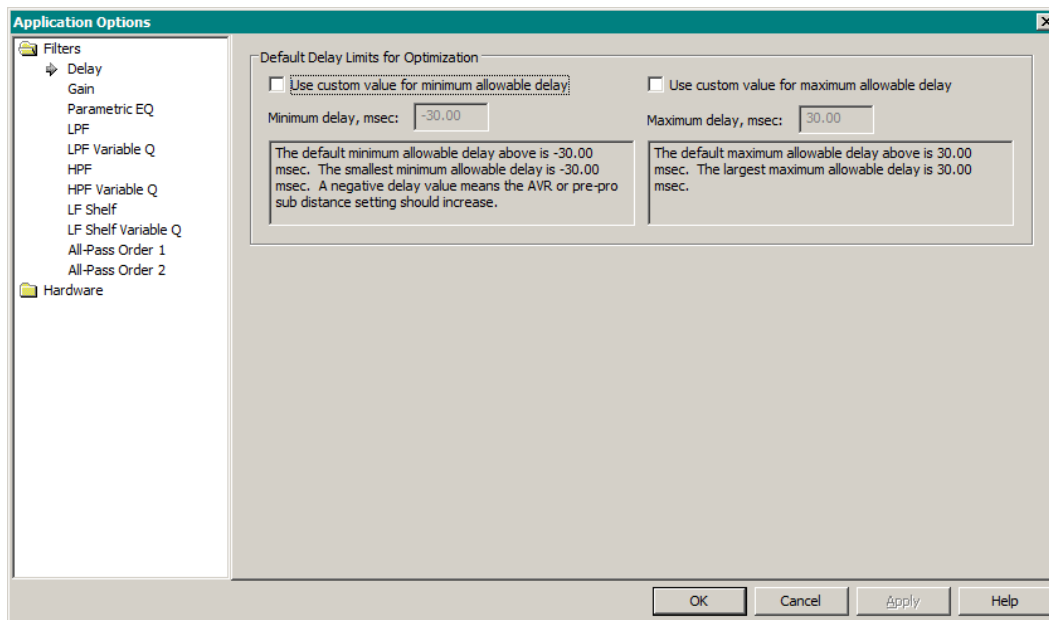 Application Options
Filters
Delay
Gain
Parametric EQ
LPF
LPF Variable Q
HPF
HPF Variable Q
LF Shelf
LF Shelf Variable Q
All-Pass Order 1
All-Pass Order 2
Hardware
Default Delay Limits for Optimization
Use custom value for minimum allowable delay
Minimum delay, msec: -30.00
The default minimum allowable delay above is -30.00
msec. The smallest minimum allowable delay is -30.00
msec. A negative delay value means the AVR or pre-pro
sub distance setting should increase.
Use custom value for maximum allowable delay
Maximum delay, msec: 30.00
The default maximum allowable delay above is 30.00
msec. The largest maximum allowable delay is 30.00
msec.
OK
Cancel
Apply
Help